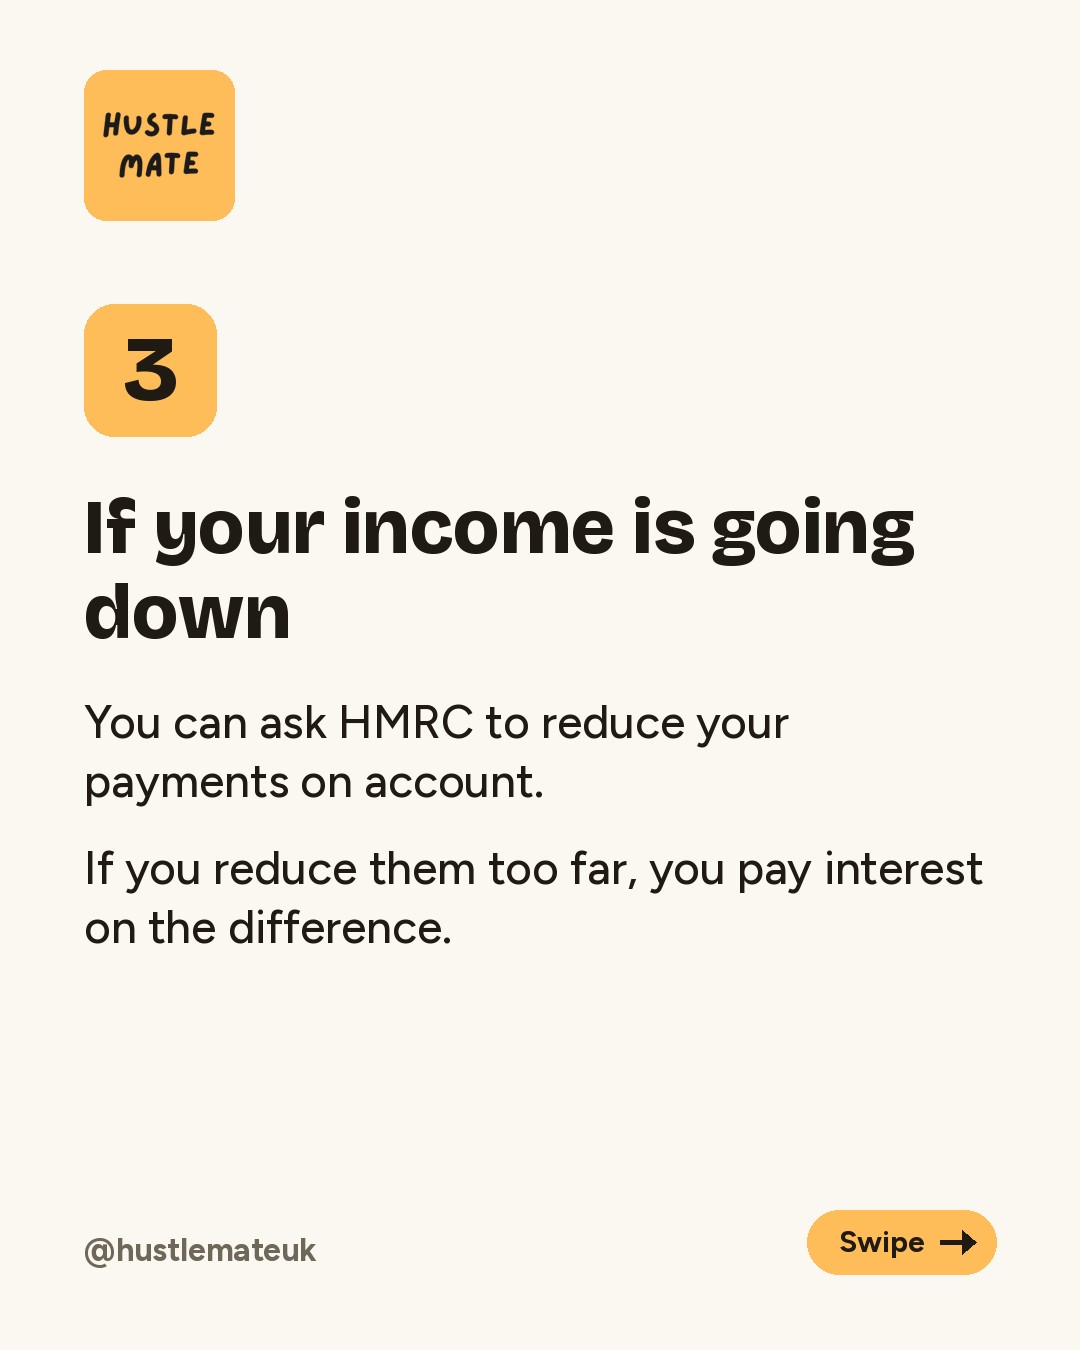 HUSTLE
MATE
3
If your income is going
down
You can ask HMRC to reduce your
payments on account.
If you reduce them too far, you pay interest
on the difference.
@hustlemateuk
Swipe